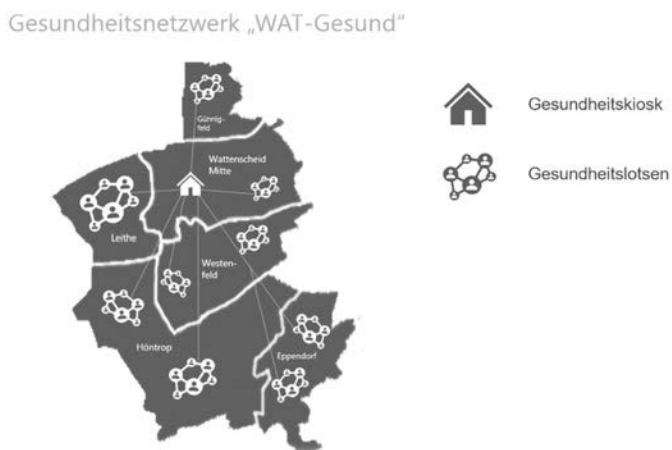 Gesundheitsnetzwerk „WAT-Gesund“
Günnig-
feld
Wattenscheid
Mitte
Leithe
Westen-
feld
Höntrop
Eppendorf
Gesundheitskiosk
Gesundheitslotsen